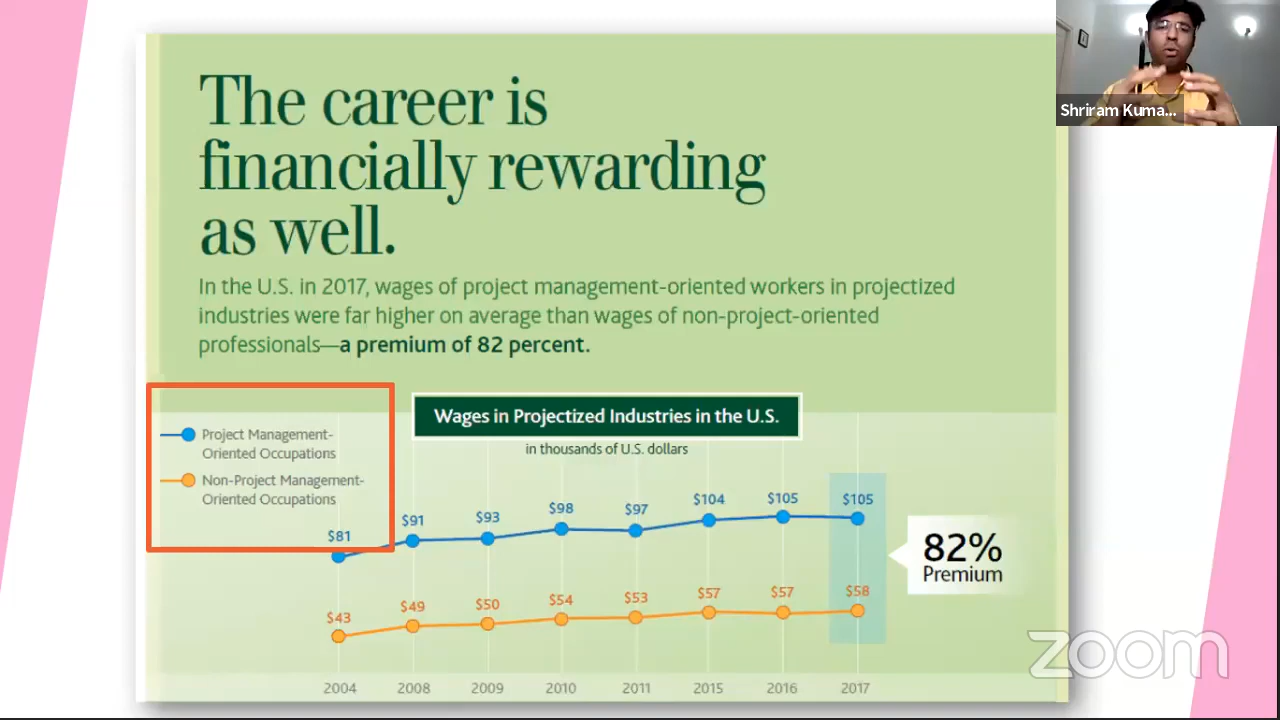 The career is
financially rewarding
as well.
In the U.S. in 2017, wages of project management-oriented workers in projectized
industries were far higher on average than wages of non-project-oriented
professionals—a premium of 82 percent.
Shriram Kuma...
Project Management-
Oriented Occupations
Non-Project Management-
Oriented Occupations
Wages in Projectized Industries in the U.S.
in thousands of U.S. dollars
$81 $91 $93 $98 $97 $104 $105 $105
82%
Premium
$43 $49 $50 $54 $53 $57 $57 $58
zoom
2004 2008 2009 2010 2011 2015 2016 2017